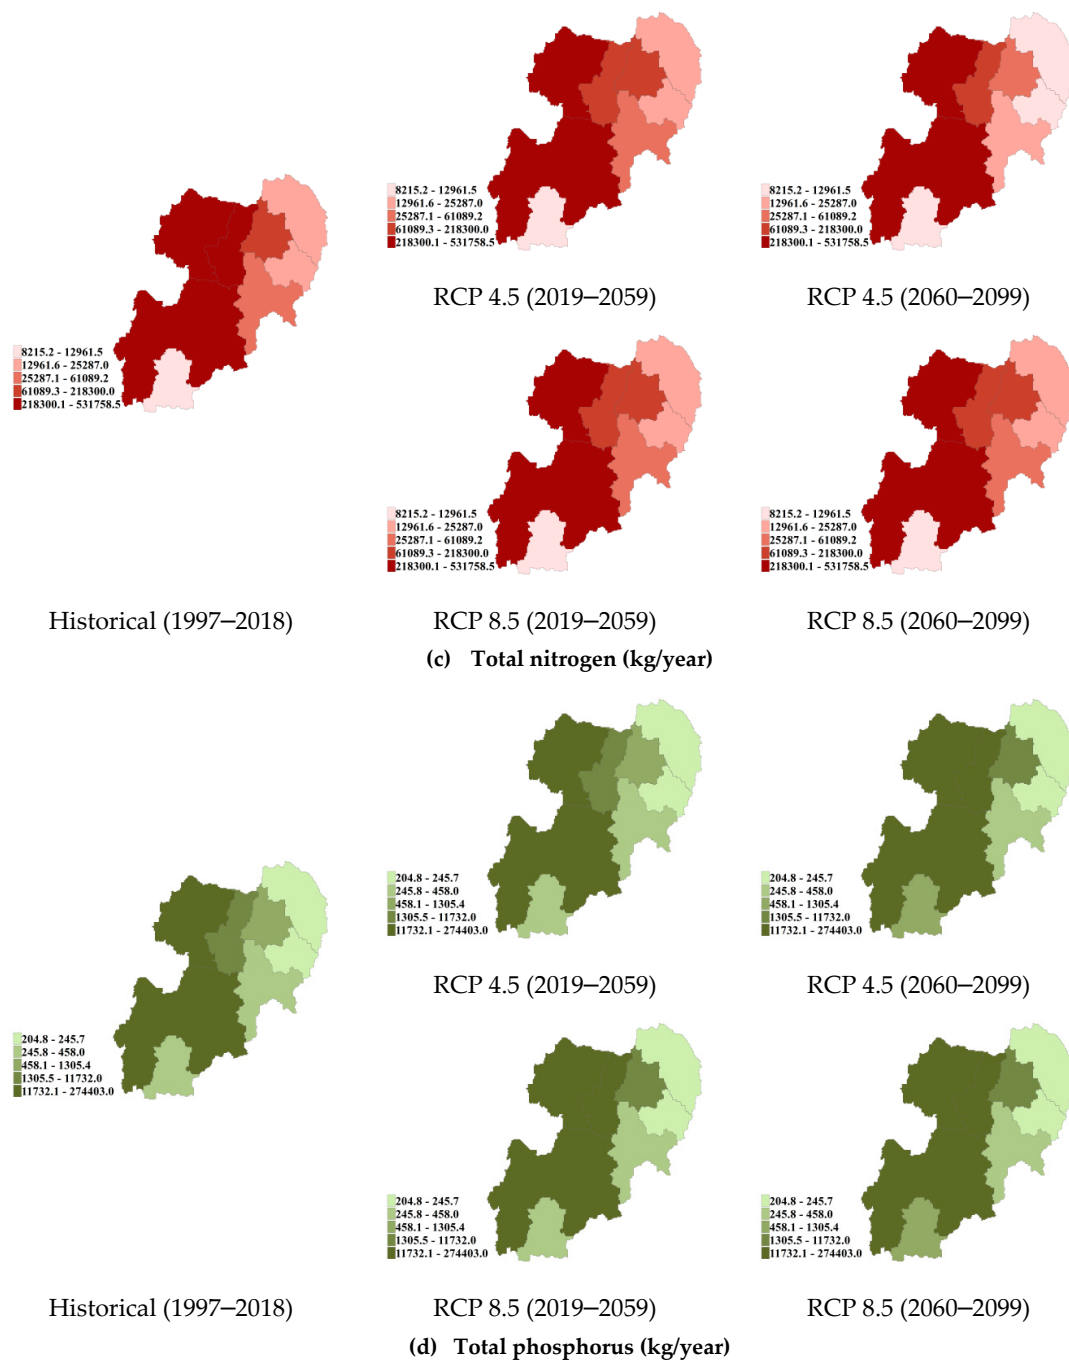 8215.2 - 12961.5
12961.6 - 25287.0
25287.1 - 61089.2
61089.3 - 218300.0
218300.1 - 531758.5
RCP 4.5 (2019–2059)
8215.2 - 12961.5
12961.6 - 25287.0
25287.1 - 61089.2
61089.3 - 218300.0
218300.1 - 531758.5
RCP 4.5 (2060–2099)
8215.2 - 12961.5
12961.6 - 25287.0
25287.1 - 61089.2
61089.3 - 218300.0
218300.1 - 531758.5
Historical (1997–2018)
8215.2 - 12961.5
12961.6 - 25287.0
25287.1 - 61089.2
61089.3 - 218300.0
218300.1 - 531758.5
RCP 8.5 (2019–2059)
8215.2 - 12961.5
12961.6 - 25287.0
25287.1 - 61089.2
61089.3 - 218300.0
218300.1 - 531758.5
RCP 8.5 (2060–2099)
(c) Total nitrogen (kg/year)
204.8 - 245.7
245.8 - 458.0
458.1 - 1305.4
1305.5 - 11732.0
11732.1 - 274403.0
RCP 4.5 (2019–2059)
204.8 - 245.7
245.8 - 458.0
458.1 - 1305.4
1305.5 - 11732.0
11732.1 - 274403.0
RCP 4.5 (2060–2099)
204.8 - 245.7
245.8 - 458.0
458.1 - 1305.4
1305.5 - 11732.0
11732.1 - 274403.0
Historical (1997–2018)
204.8 - 245.7
245.8 - 458.0
458.1 - 1305.4
1305.5 - 11732.0
11732.1 - 274403.0
RCP 8.5 (2019–2059)
204.8 - 245.7
245.8 - 458.0
458.1 - 1305.4
1305.5 - 11732.0
11732.1 - 274403.0
RCP 8.5 (2060–2099)
(d) Total phosphorus (kg/year)